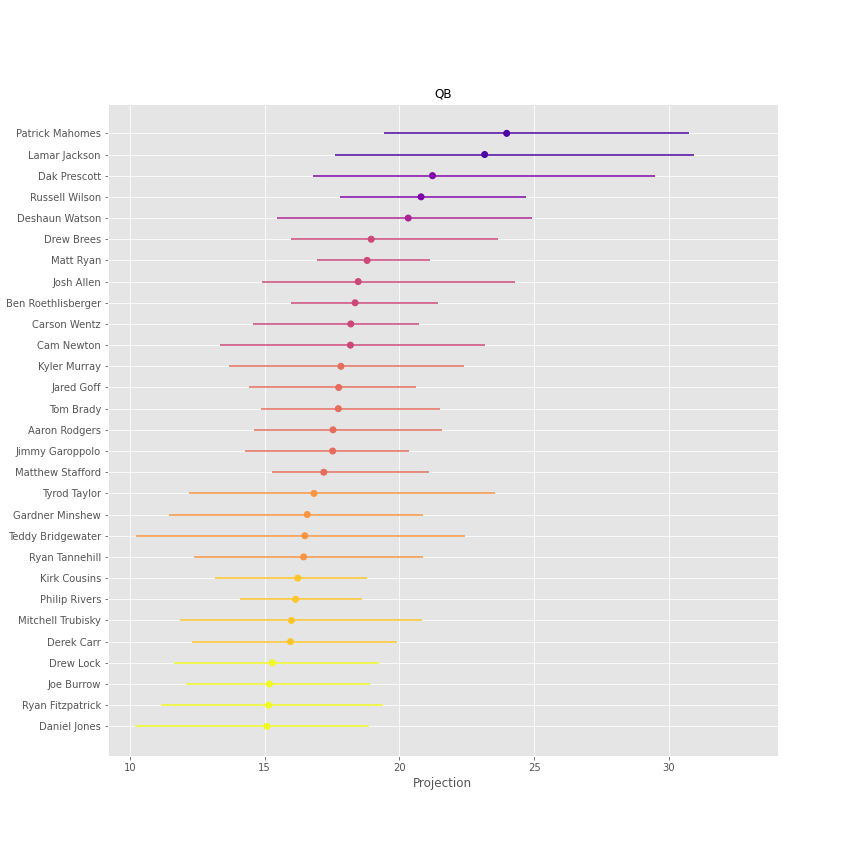 QB
Patrick Mahomes
Lamar Jackson
Dak Prescott
Russell Wilson
Deshaun Watson
Drew Brees
Matt Ryan
Josh Allen
Ben Roethlisberger
Carson Wentz
Cam Newton
Kyler Murray
Jared Goff
Tom Brady
Aaron Rodgers
Jimmy Garoppolo
Matthew Stafford
Tyrod Taylor
Gardner Minshew
Teddy Bridgewater
Ryan Tannehill
Kirk Cousins
Philip Rivers
Mitchell Trubisky
Derek Carr
Drew Lock
Joe Burrow
Ryan Fitzpatrick
Daniel Jones
10 15 20 25 30
Projection